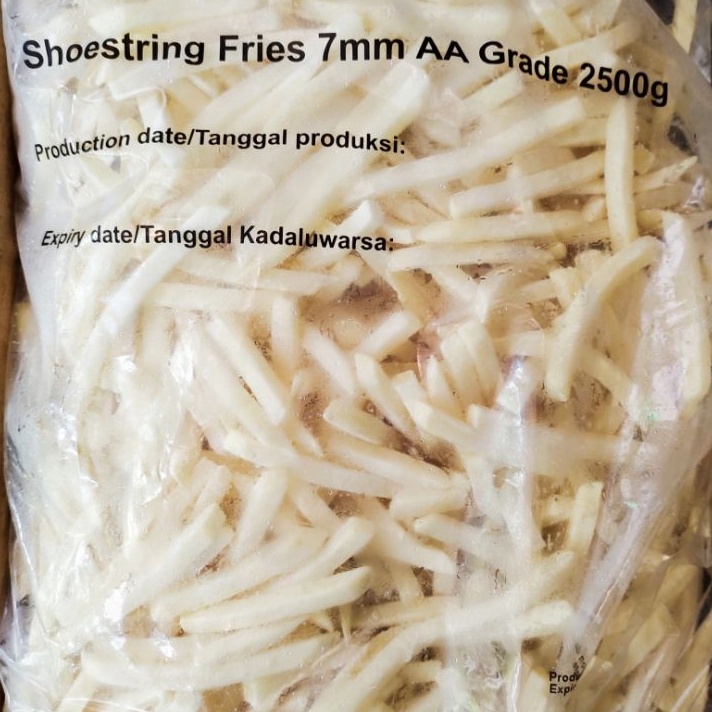 Shoestring Fries 7mm AA Grade 2500g
Production date/Tanggal produksi:
Expiry date/Tanggal Kadaluwarsa: